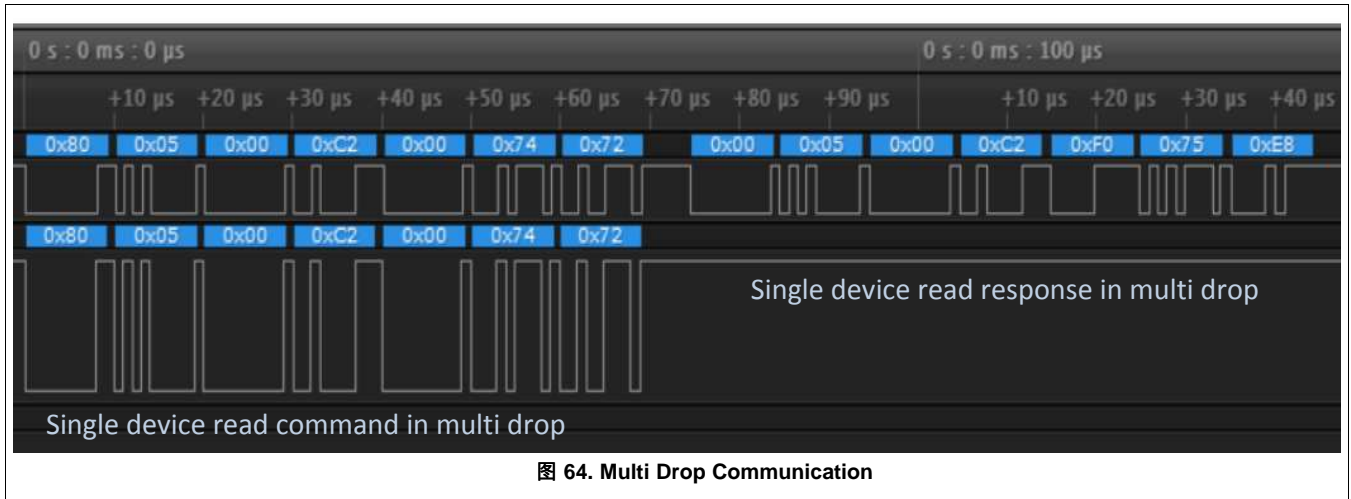 0 s : 0 ms : 0 µs 0 s : 0 ms : 100 µs
+10 µs +20 µs +30 µs +40 µs +50 µs +60 µs +70 µs +80 µs +90 µs +10 µs +20 µs +30 µs +40 µs
0x80 0x05 0x00 0xC2 0x00 0x74 0x72 0x00 0x05 0x00 0xC2 0xF0 0x75 0xE8
0x80 0x05 0x00 0xC2 0x00 0x74 0x72
Single device read response in multi drop
Single device read command in multi drop
图 64. Multi Drop Communication